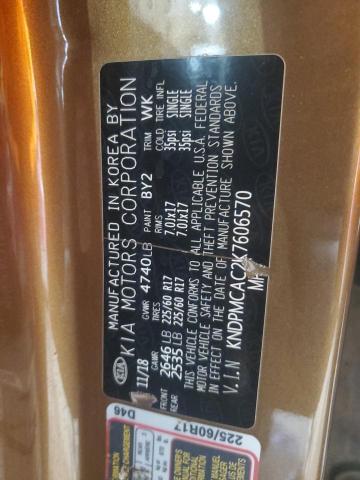 MANUFACTURED IN KOREA BY
KIA MOTORS CORPORATION
KIA
11/18 GVWR 4740LB PAINT BY2 TRIM WK
GAWR TIRES RIMS COLD TIRE INFL
FRONT 2646LB 225/60 R17 7.0Jx17 35psi SINGLE
REAR 2535LB 225/60 R17 7.0Jx17 35psi SINGLE
THIS VEHICLE CONFORMS TO ALL APPLICABLE U.S.A. FEDERAL
MOTOR VEHICLE SAFETY AND THEFT PREVENTION STANDARDS
IN EFFECT ON THE DATE OF MANUFACTURE SHOWN ABOVE.
V.I.N KNDPMCAC2K7606570
D46
225/60R17